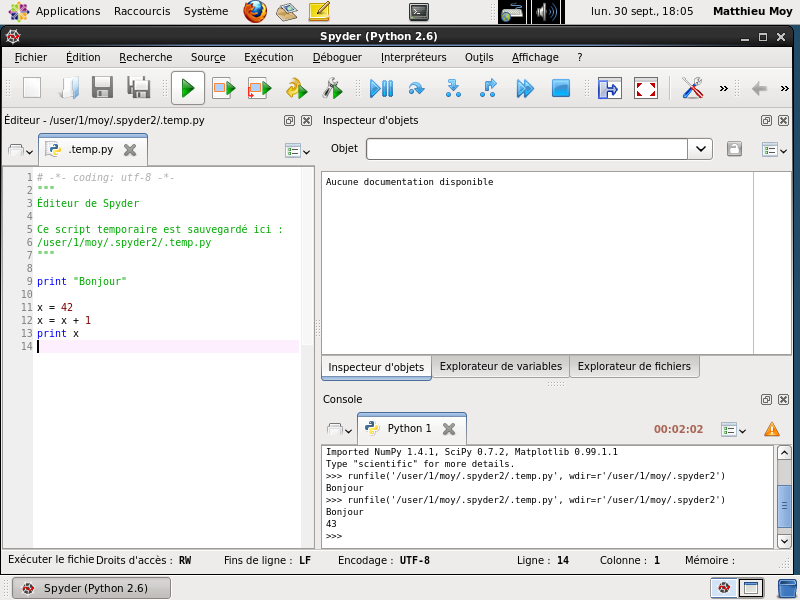 Applications Raccourcis Système lun. 30 sept., 18:05 Matthieu Moy
Spyder (Python 2.6)
Fichier Édition Recherche Source Exécution Déboguer Interpréteurs Outils Affichage ?
Éditeur - /user/1/moy/.spyder2/.temp.py
.temp.py
1 # -*- coding: utf-8 -*-
2 """
3 Éditeur de Spyder
4
5 Ce script temporaire est sauvegardé ici :
6 /user/1/moy/.spyder2/.temp.py
7 """
8
9 print "Bonjour"
10
11 x = 42
12 x = x + 1
13 print x
14
Inspecteur d'objets
Objet
Aucune documentation disponible
Inspecteur d'objets Explorateur de variables Explorateur de fichiers
Console
Python 1 00:02:02
Imported NumPy 1.4.1, SciPy 0.7.2, Matplotlib 0.99.1.1
Type "scientific" for more details.
>>> runfile('/user/1/moy/.spyder2/.temp.py', wdir=r'/user/1/moy/.spyder2')
Bonjour
>>> runfile('/user/1/moy/.spyder2/.temp.py', wdir=r'/user/1/moy/.spyder2')
Bonjour
43
>>>
Exécuter le fichie Droits d'accès : RW Fins de ligne : LF Encodage : UTF-8 Ligne : 14 Colonne : 1 Mémoire :
Spyder (Python 2.6)